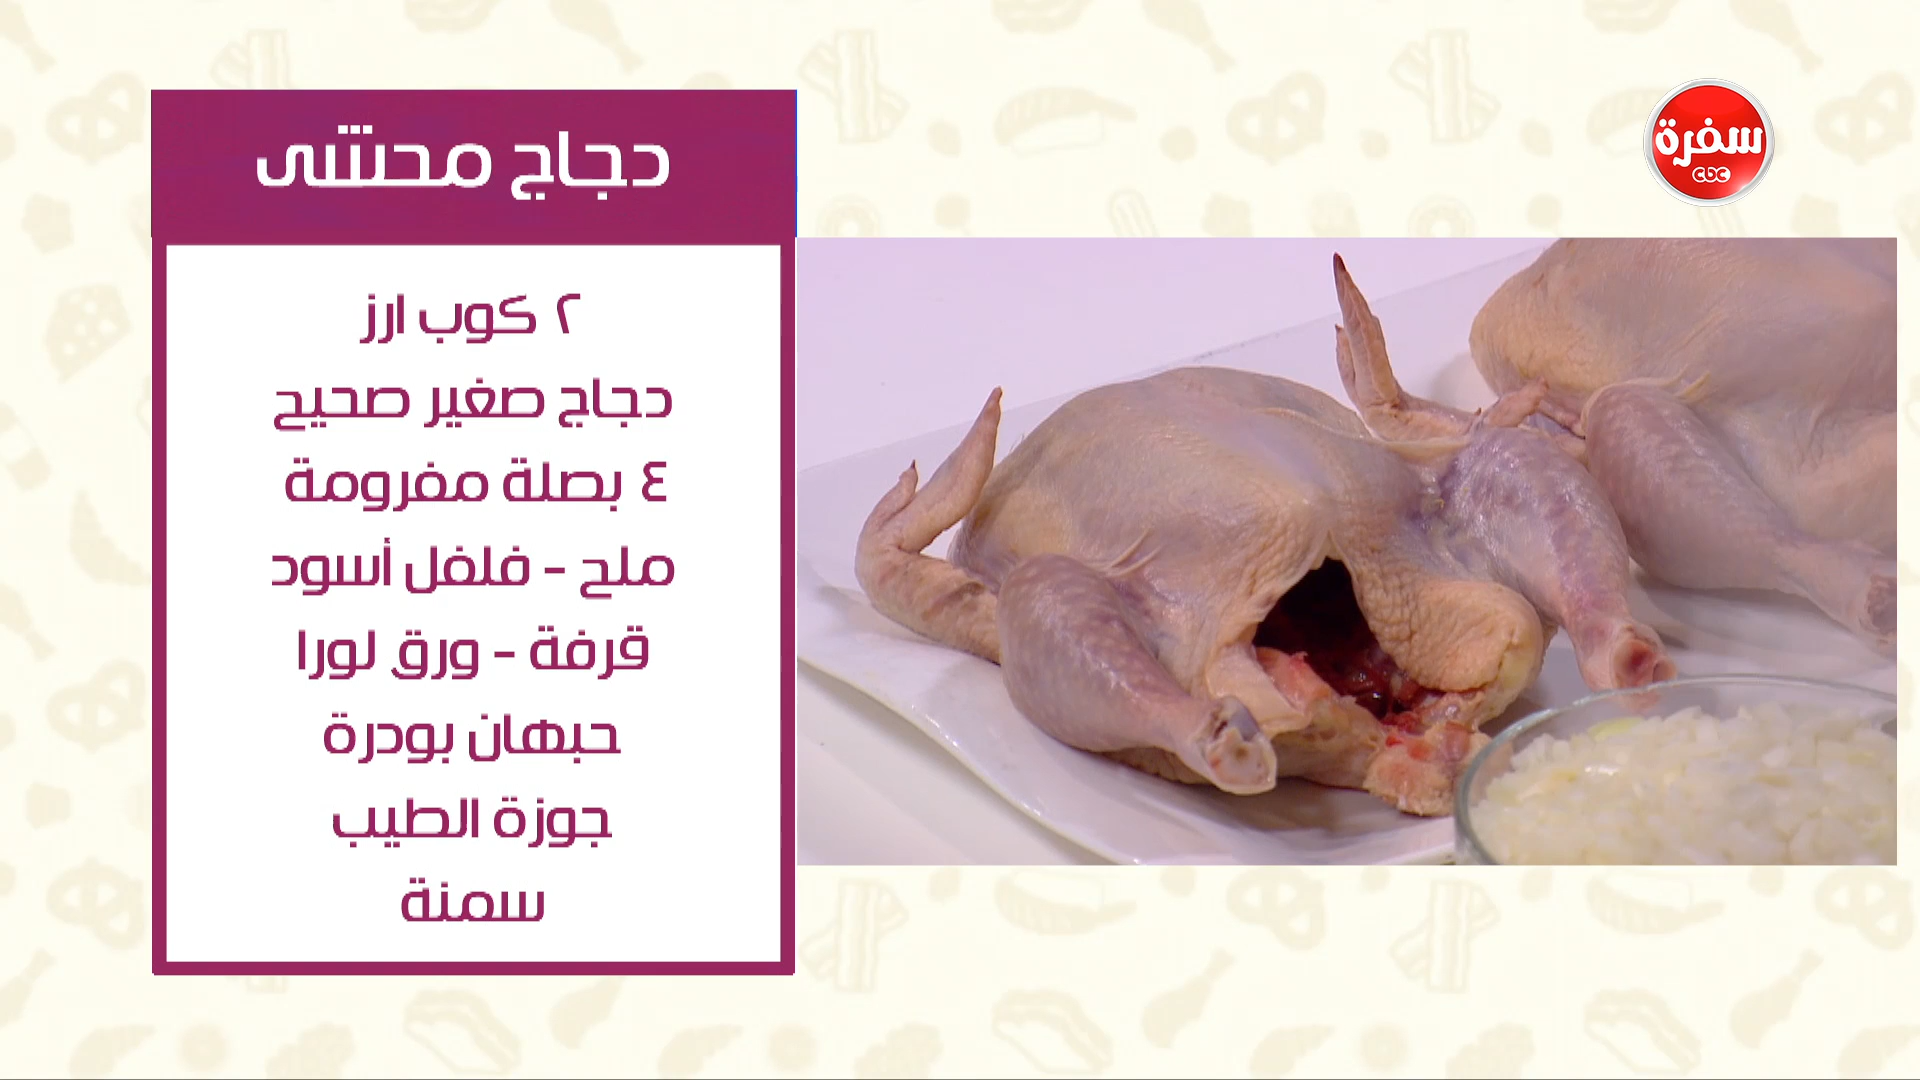 دجاج محشى
٢ كوب ارز
دجاج صغير صحيح
٤ بصلة مفرومة
ملح - فلفل أسود
قرفة - ورق لورا
حبهان بودرة
جوزة الطيب
سمنة
سفرة
cbc